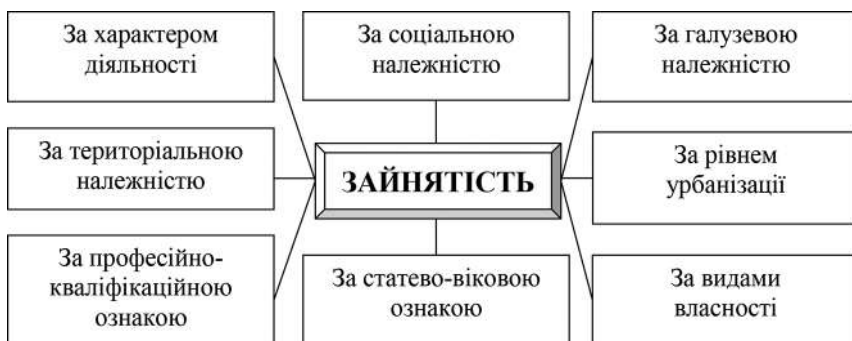 За характером
діяльності
За соціальною
належністю
За галузевою
належністю
За територіальною
належністю
ЗАЙНЯТІСТЬ
За рівнем
урбанізації
За професійно-
кваліфікаційною
ознакою
За статево-віковою
ознакою
За видами
власності